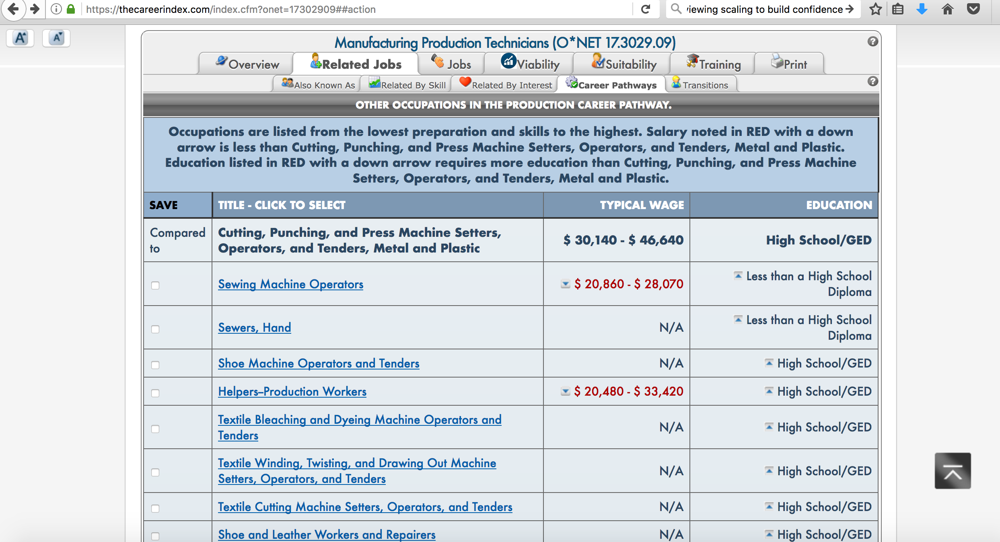 https://thecareerindex.com/index.cfm?onet=17302909##action
viewing scaling to build confidence
A A
Manufacturing Production Technicians (O*NET 17.3029.09)
Overview Related Jobs Jobs Viability Suitability Training Print
Also Known As Related By Skill Related By Interest Career Pathways Transitions
OTHER OCCUPATIONS IN THE PRODUCTION CAREER PATHWAY.
Occupations are listed from the lowest preparation and skills to the highest. Salary noted in RED with a down
arrow is less than Cutting, Punching, and Press Machine Setters, Operators, and Tenders, Metal and Plastic.
Education listed in RED with a down arrow requires more education than Cutting, Punching, and Press Machine
Setters, Operators, and Tenders, Metal and Plastic.
SAVE TITLE - CLICK TO SELECT TYPICAL WAGE EDUCATION
Compared to
Cutting, Punching, and Press Machine Setters,
Operators, and Tenders, Metal and Plastic
$ 30,140 - $ 46,640
High School/GED
Sewing Machine Operators
$ 20,860 - $ 28,070
Less than a High School
Diploma
Sewers, Hand
N/A
Less than a High School
Diploma
Shoe Machine Operators and Tenders
N/A
High School/GED
Helpers–Production Workers
$ 20,480 - $ 33,420
High School/GED
Textile Bleaching and Dyeing Machine Operators and
Tenders
N/A
High School/GED
Textile Winding, Twisting, and Drawing Out Machine
Setters, Operators, and Tenders
N/A
High School/GED
Textile Cutting Machine Setters, Operators, and Tenders
N/A
High School/GED
Shoe and Leather Workers and Repairers
N/A
High School/GED